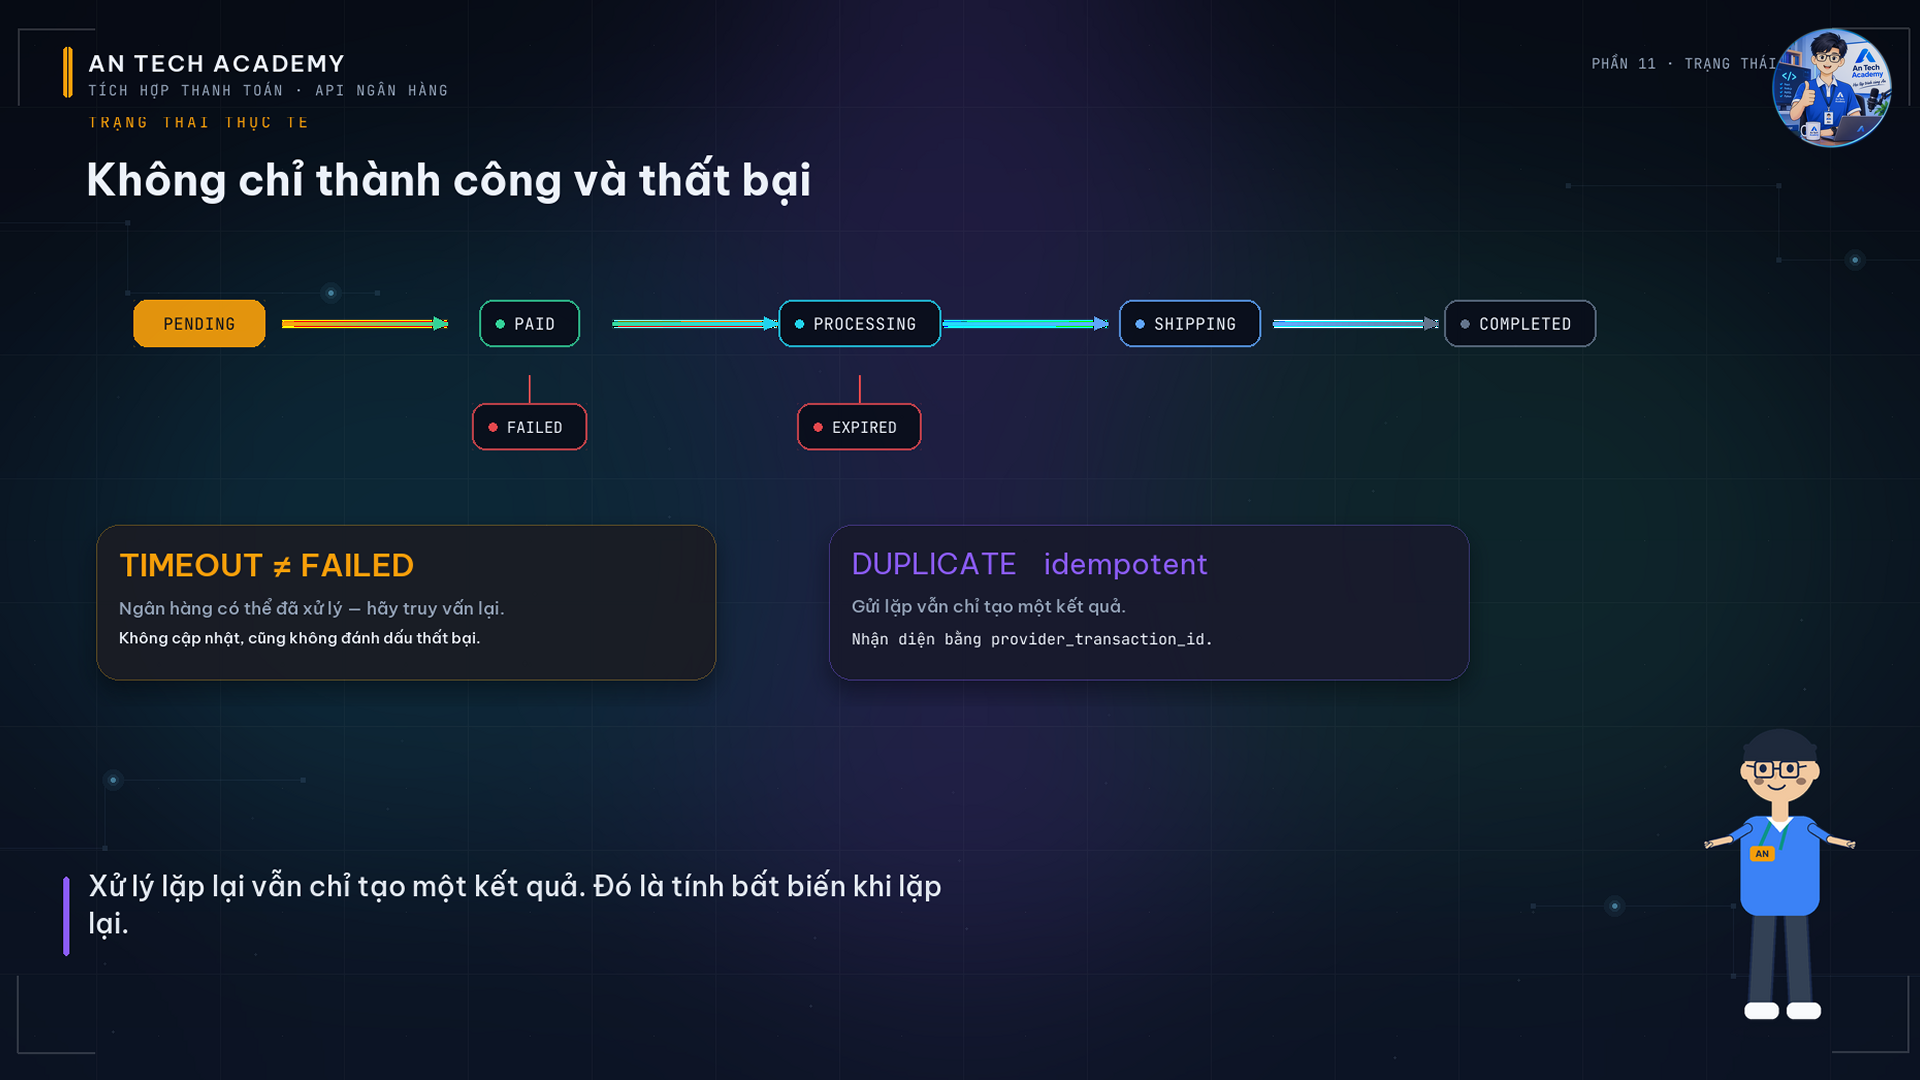 AN TECH ACADEMY
TÍCH HỢP THANH TOÁN · API NGÂN HÀNG
PHẦN 11 · TRẠNG THÁI
An Tech
Academy
TRẠNG THÁI THỰC TẾ
Không chỉ thành công và thất bại
PENDING
PAID
PROCESSING
SHIPPING
COMPLETED
FAILED
EXPIRED
TIMEOUT ≠ FAILED
Ngân hàng có thể đã xử lý — hãy truy vấn lại.
Không cập nhật, cũng không đánh dấu thất bại.
DUPLICATE idempotent
Gửi lặp vẫn chỉ tạo một kết quả.
Nhận diện bằng provider_transaction_id.
AN
Xử lý lặp lại vẫn chỉ tạo một kết quả. Đó là tính bất biến khi lặp
lại.